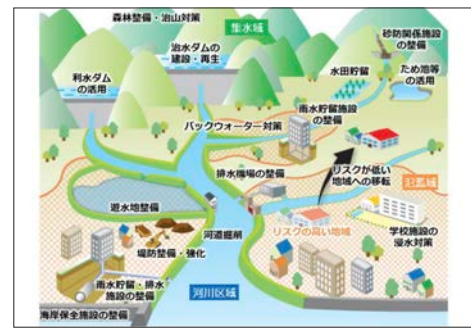 森林整備・治山対策
集水域
砂防関係施設
の整備
治水ダムの
建設・再生
水田貯留
ため池等
の活用
利水ダム
の活用
雨水貯留施設
の整備
バックウォーター対策
リスクが低い
地域への移転
排水機場の整備
氾濫域
遊水地整備
河道掘削
リスクの高い地域
学校施設の
浸水対策
堤防整備・強化
雨水貯留・排水
施設の整備
河川区域
海岸保全施設の整備